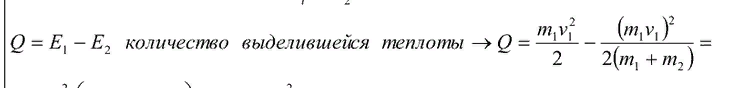 Q = E₁ − E₂ количество выделившейся теплоты → Q = m₁v₁²/2 − (m₁v₁)²/2(m₁ + m₂) =